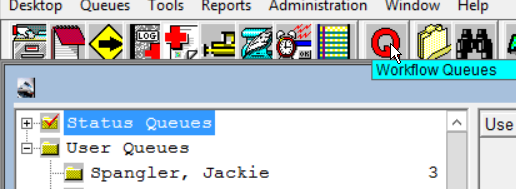 Desktop Queues Tools Reports Administration Window Help
LOG
Workflow Queues
Status Queues
Use
User Queues
Spangler, Jackie 3